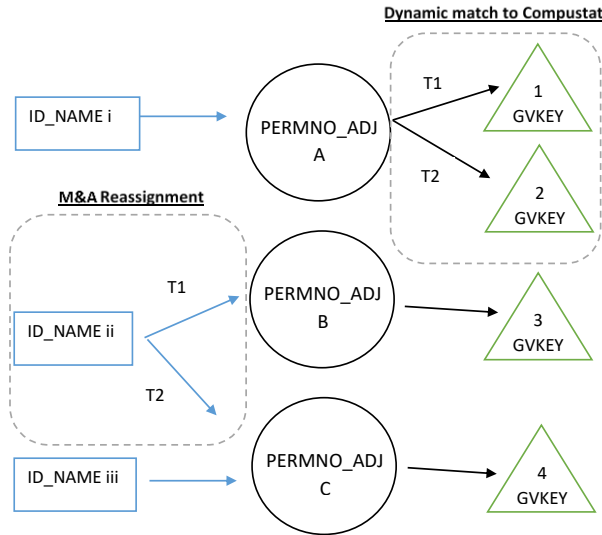 Dynamic match to Compustat
ID_NAME i
PERMNO_ADJ
A
T1
T2
1
GVKEY
2
GVKEY
M&A Reassignment
ID_NAME ii
T1
T2
PERMNO_ADJ
B
3
GVKEY
ID_NAME iii
PERMNO_ADJ
C
4
GVKEY